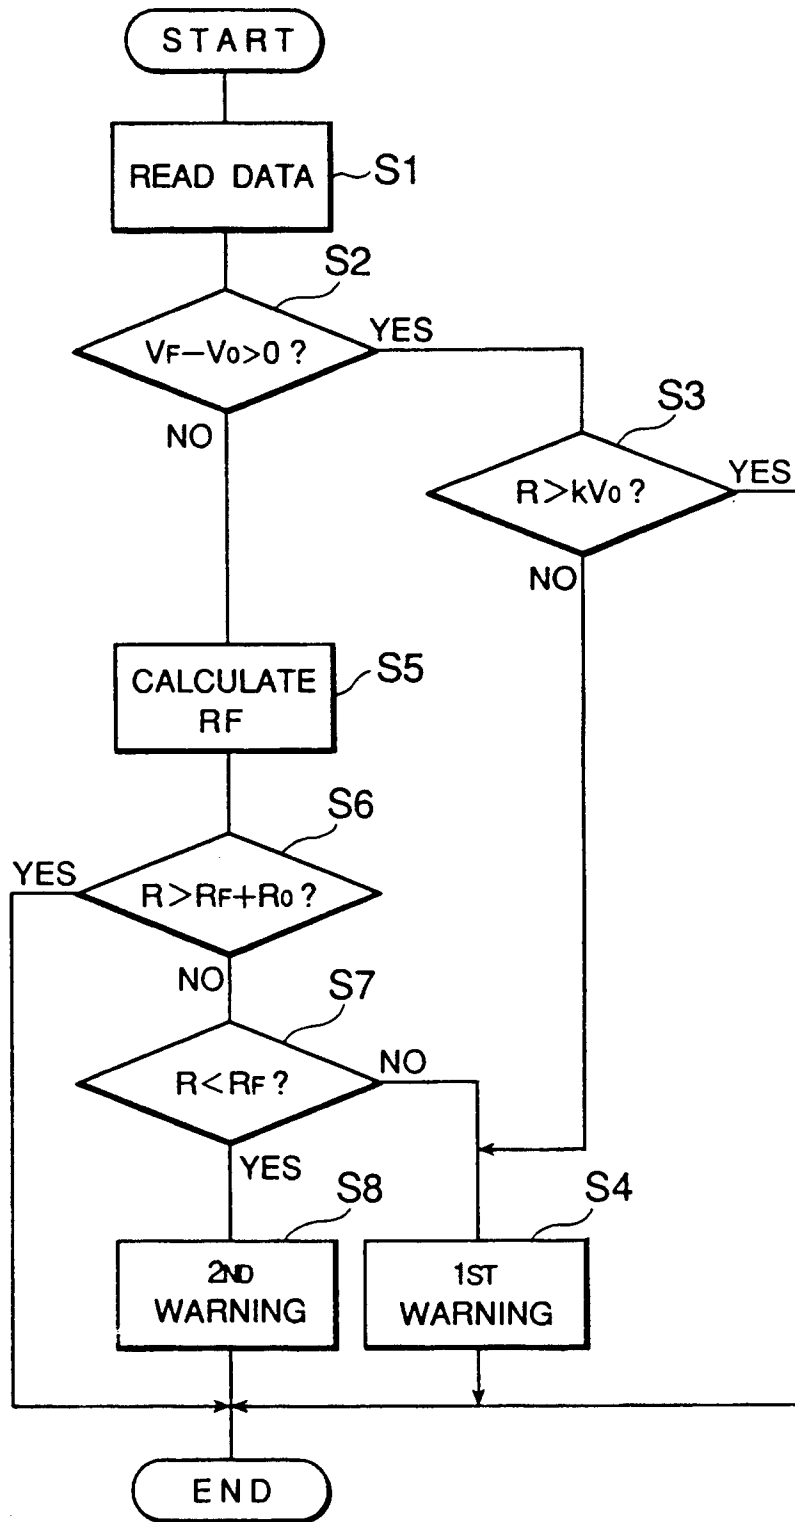 START
READ DATA
S1
S2
VF−V0>0 ?
YES
NO
S3
R>kV0 ?
YES
NO
CALCULATE
RF
S5
S6
YES
R>RF+R0 ?
NO
S7
R<RF ?
NO
YES
S8
S4
2ND
WARNING
1ST
WARNING
END